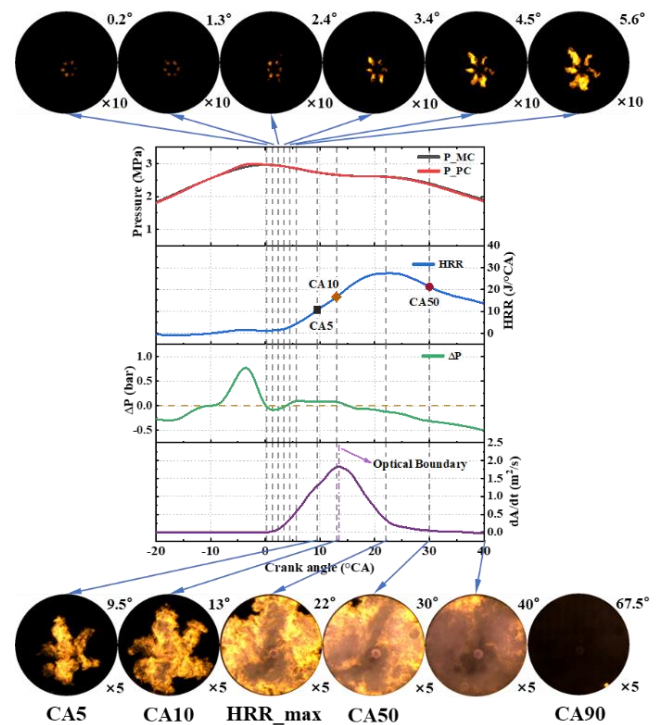 0.2° 1.3° 2.4° 3.4° 4.5° 5.6°
×10 ×10 ×10 ×10 ×10 ×10
Pressure (MPa)
3
2
1
P_MC
P_PC
HRR (J/°CA)
40
30
20
10
0
HRR
CA10
CA5
CA50
ΔP (bar)
1.0
0.5
0.0
-0.5
ΔP
dA/dt (m²/s)
2.5
2.0
1.5
1.0
0.5
0.0
Optical Boundary
-20 -10 0 10 20 30 40
Crank angle (°CA)
9.5° 13° 22° 30° 40° 67.5°
×5 ×5 ×5 ×5 ×5 ×5
CA5 CA10 HRR_max CA50 CA90